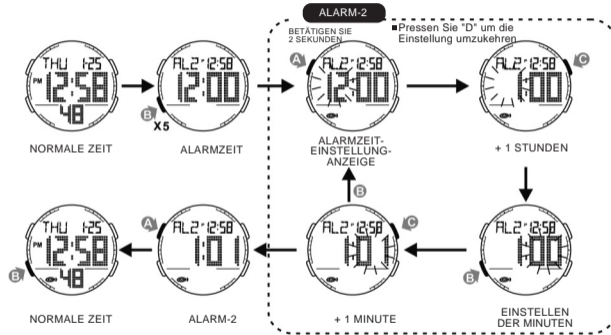 ALARM-2
BETÄTIGEN SIE
2 SEKUNDEN
■Pressen Sie "D" um die
Einstellung umzukehren
THU 1-25
PM 12:58
48
NORMALE ZEIT
B
X5
AL2 12:58
12:00
ALARMZEIT
A
AL2 12:58
12:00
ALARMZEIT-
EINSTELLUNG-
ANZEIGE
C
AL2 12:58
1:00
+ 1 STUNDEN
B
THU 1-25
PM 12:58
48
B
NORMALE ZEIT
A
AL2 12:58
1:01
ALARM-2
C
AL2 12:58
1:01
+ 1 MINUTE
AL2 12:58
1:00
B
EINSTELLEN
DER MINUTEN